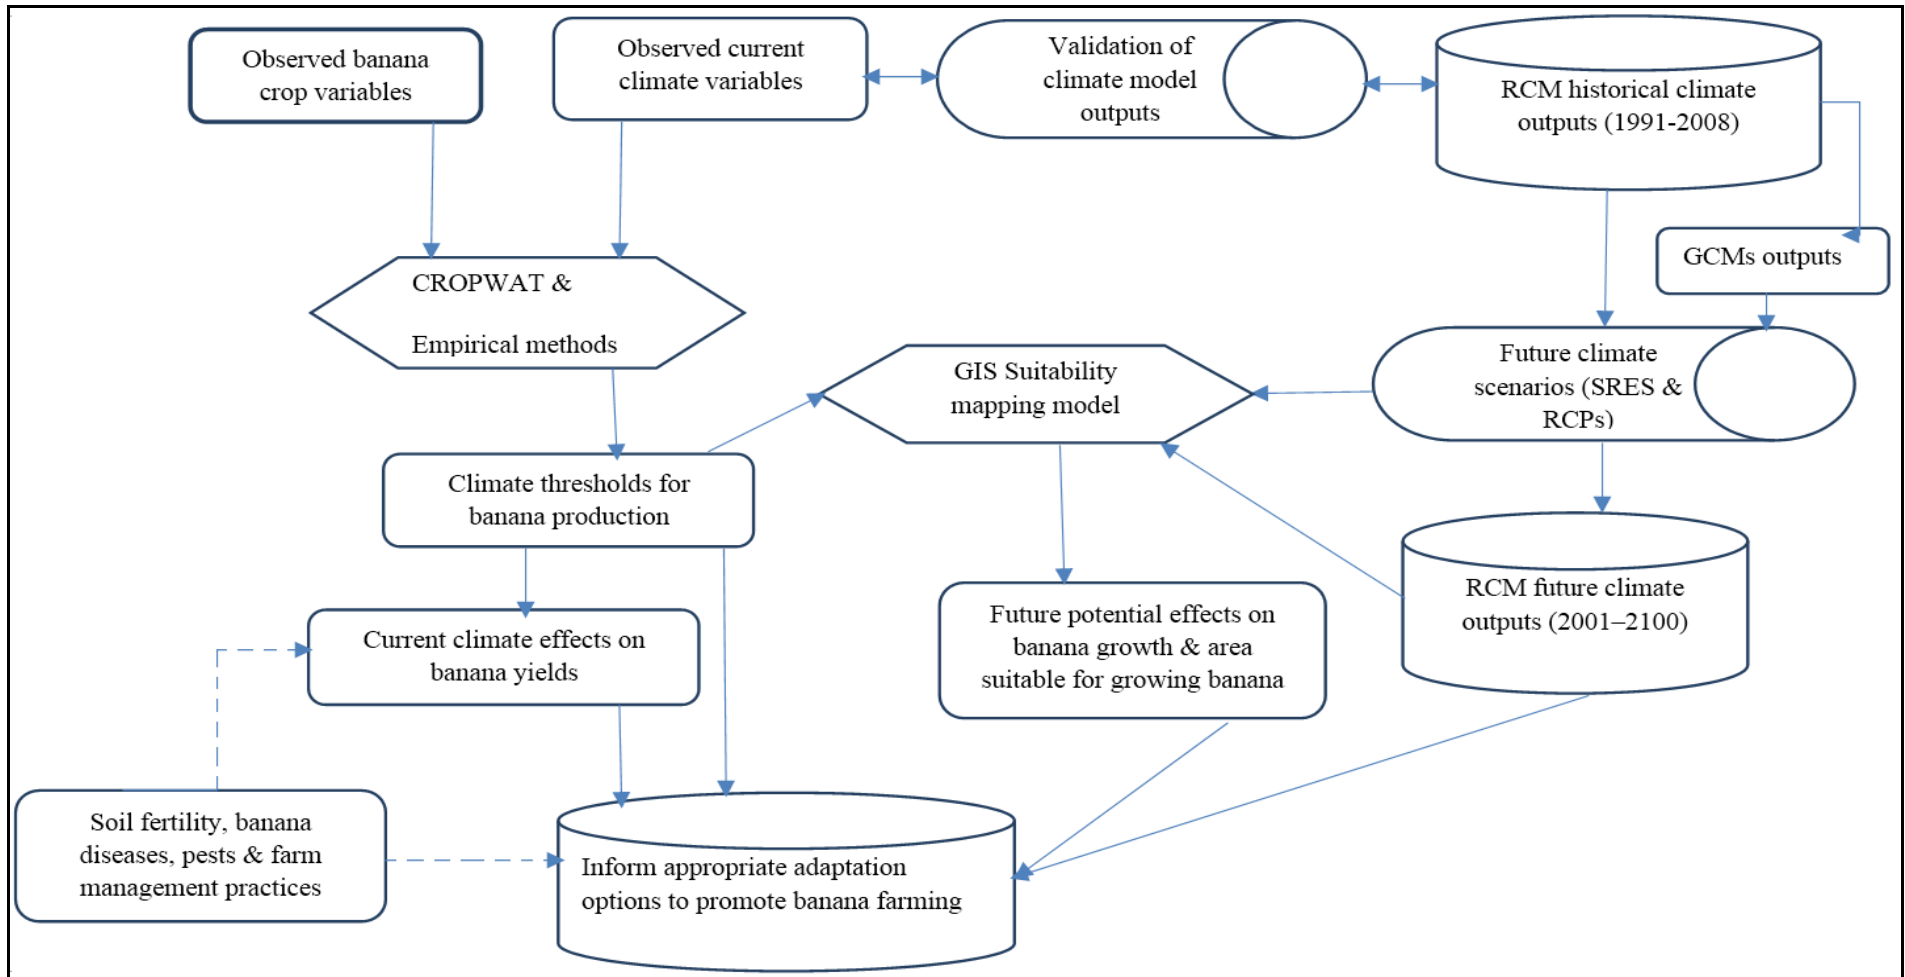 Observed banana
crop variables
Observed current
climate variables
Validation of
climate model
outputs
RCM historical climate
outputs (1991-2008)
GCMs outputs
CROPWAT &
Empirical methods
GIS Suitability
mapping model
Future climate
scenarios (SRES &
RCPs)
Climate thresholds for
banana production
RCM future climate
outputs (2001–2100)
Future potential effects on
banana growth & area
suitable for growing banana
Current climate effects on
banana yields
Soil fertility, banana
diseases, pests & farm
management practices
Inform appropriate adaptation
options to promote banana farming